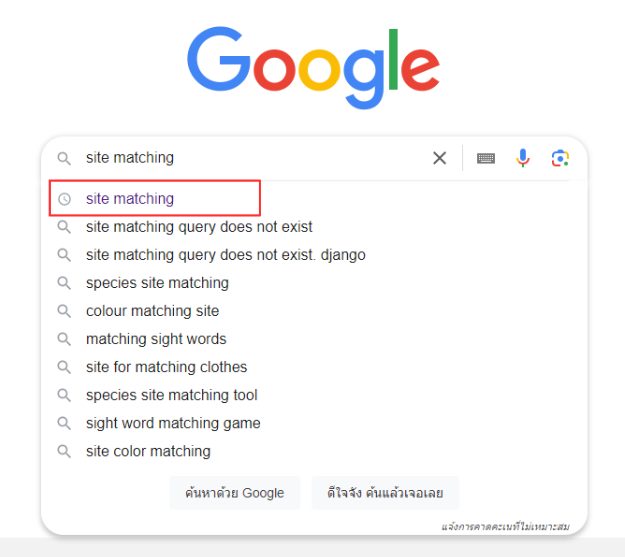 Google
site matching
site matching
site matching query does not exist
site matching query does not exist. django
species site matching
colour matching site
matching sight words
site for matching clothes
species site matching tool
sight word matching game
site color matching
ค้นหาด้วย Google ดีใจจัง ค้นแล้วเจอเลย
แจ้งการคาดคะเนที่ไม่เหมาะสม